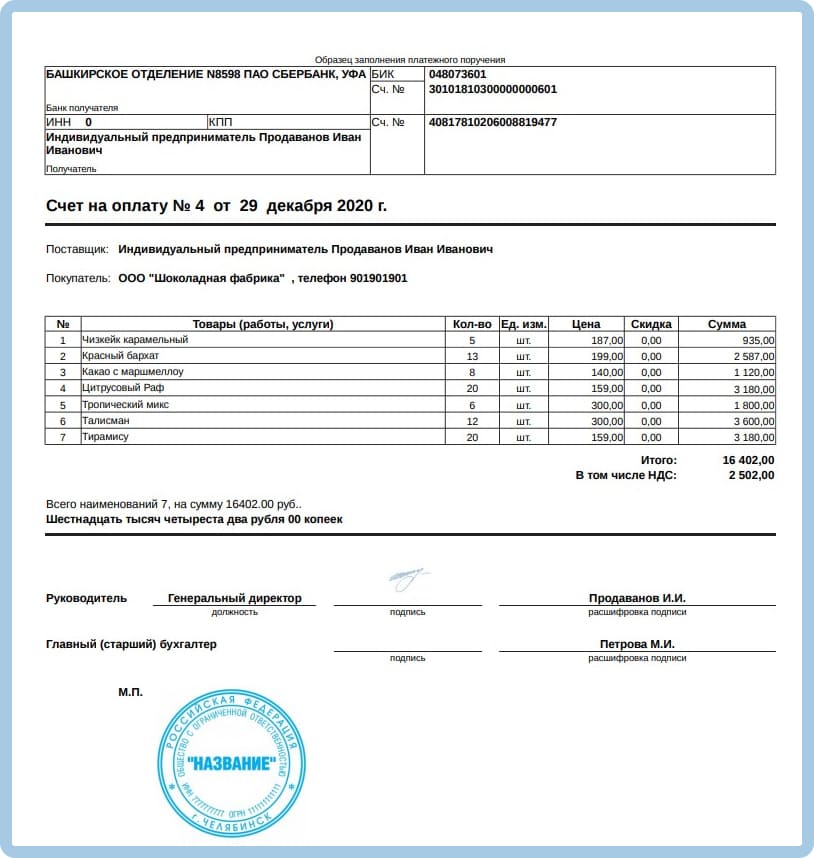 Образец заполнения платежного поручения
БАШКИРСКОЕ ОТДЕЛЕНИЕ N8598 ПАО СБЕРБАНК, УФА БИК 048073601
Сч. № 30101810300000000601
Банк получателя
ИНН 0 КПП Сч. № 40817810206008819477
Индивидуальный предприниматель Продаванов Иван
Иванович
Получатель
Счет на оплату № 4 от 29 декабря 2020 г.
Поставщик: Индивидуальный предприниматель Продаванов Иван Иванович
Покупатель: ООО "Шоколадная фабрика" , телефон 901901901
№ Товары (работы, услуги) Кол-во Ед. изм. Цена Скидка Сумма
1 Чизкейк карамельный 5 шт. 187,00 0,00 935,00
2 Красный бархат 13 шт. 199,00 0,00 2 587,00
3 Какао с маршмеллоу 8 шт. 140,00 0,00 1 120,00
4 Цитрусовый Раф 20 шт. 159,00 0,00 3 180,00
5 Тропический микс 6 шт. 300,00 0,00 1 800,00
6 Талисман 12 шт. 300,00 0,00 3 600,00
7 Тирамису 20 шт. 159,00 0,00 3 180,00
Итого: 16 402,00
В том числе НДС: 2 502,00
Всего наименований 7, на сумму 16402.00 руб..
Шестнадцать тысяч четыреста два рубля 00 копеек
Руководитель Генеральный директор Продаванов И.И.
должность подпись расшифровка подписи
Главный (старший) бухгалтер Петрова М.И.
подпись расшифровка подписи
М.П.
РОССИЙСКАЯ ФЕДЕРАЦИЯ
ОБЩЕСТВО С ОГРАНИЧЕННОЙ ОТВЕТСТВЕННОСТЬЮ
"НАЗВАНИЕ"
ИНН 7777777777 ОГРН 1111111111111
г. ЧЕЛЯБИНСК